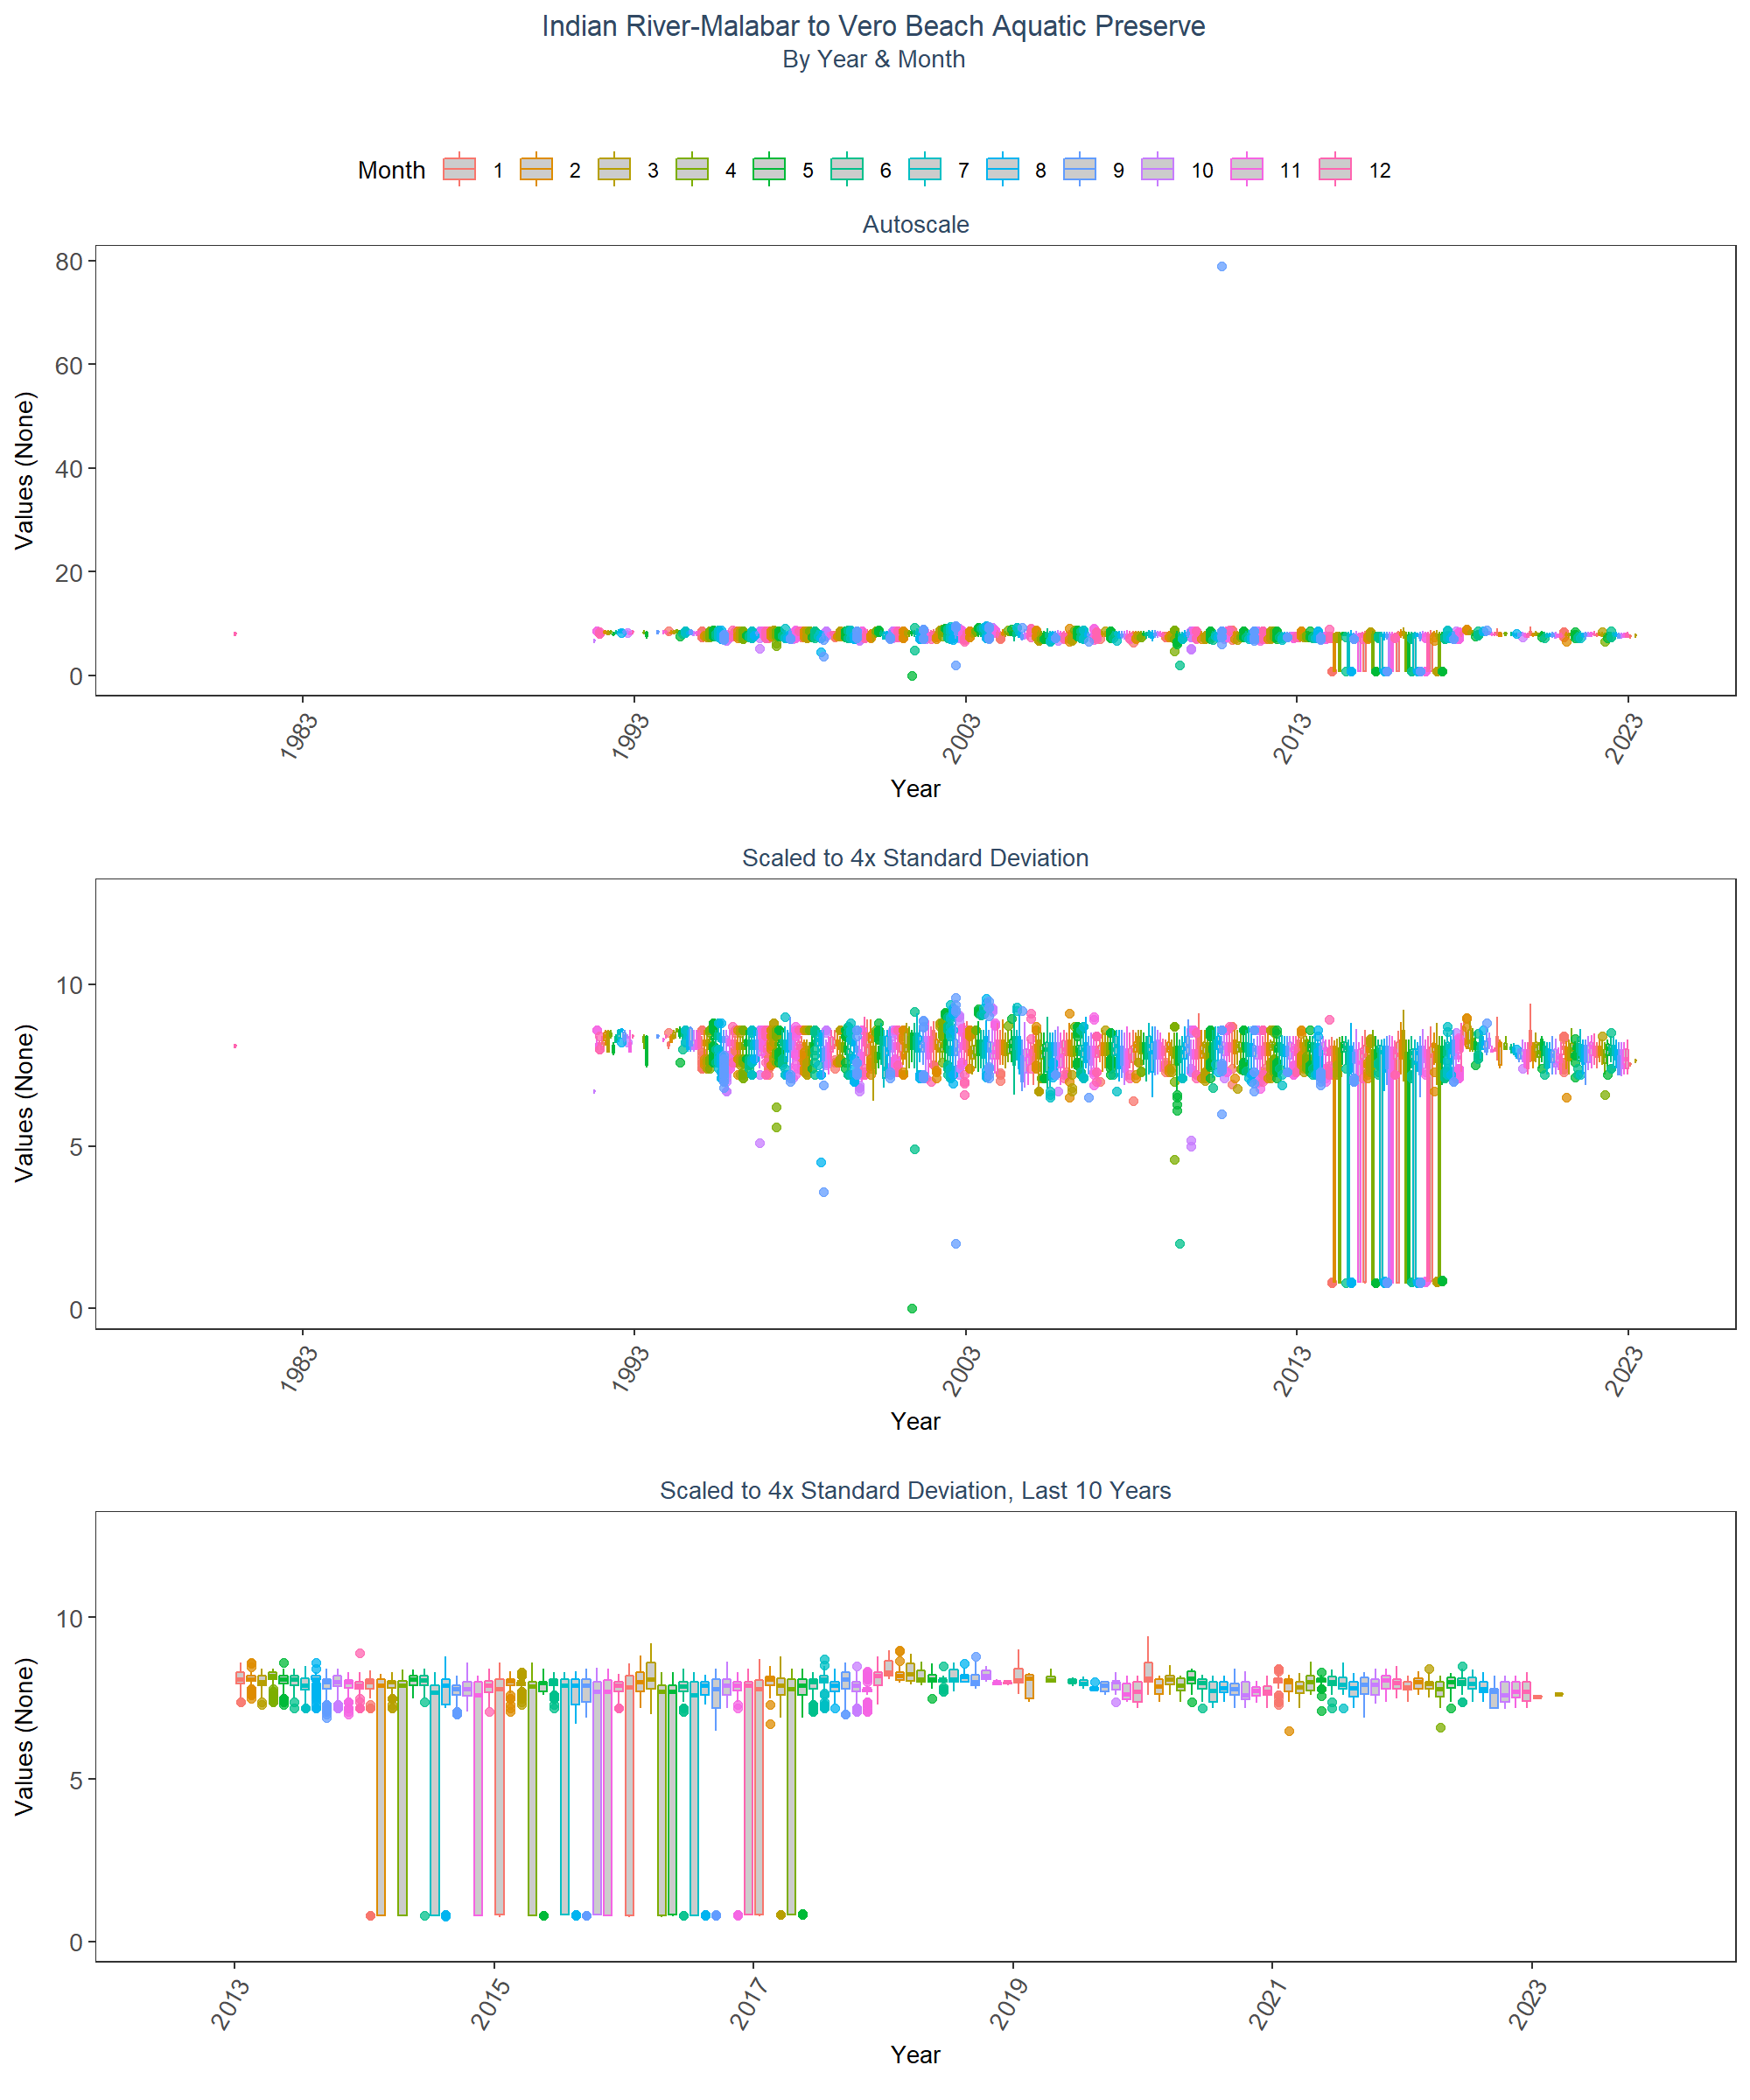 Indian River-Malabar to Vero Beach Aquatic Preserve
By Year & Month
Month 1 2 3 4 5 6 7 8 9 10 11 12
Autoscale
Values (None)
80
60
40
20
0
1983 1993 2003 2013 2023
Year
Scaled to 4x Standard Deviation
Values (None)
10
5
0
1983 1993 2003 2013 2023
Year
Scaled to 4x Standard Deviation, Last 10 Years
Values (None)
10
5
0
2013 2015 2017 2019 2021 2023
Year